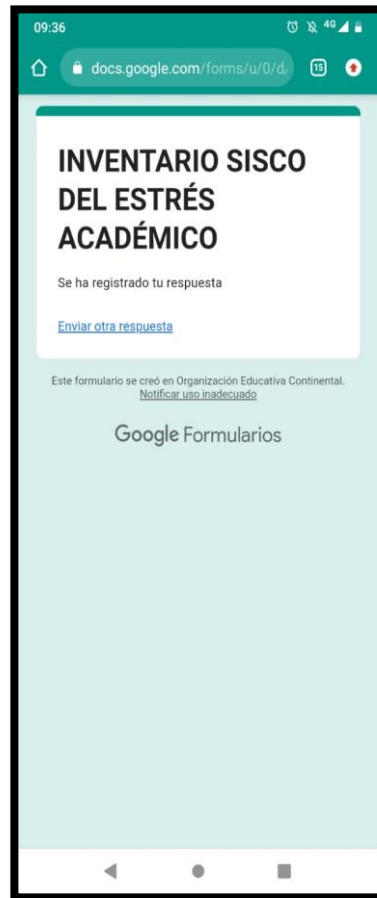 09:36
4G
docs.google.com/forms/u/0/d/
15
INVENTARIO SISCO
DEL ESTRÉS
ACADÉMICO
Se ha registrado tu respuesta
Enviar otra respuesta
Este formulario se creó en Organización Educativa Continental.
Notificar uso inadecuado
Google Formularios